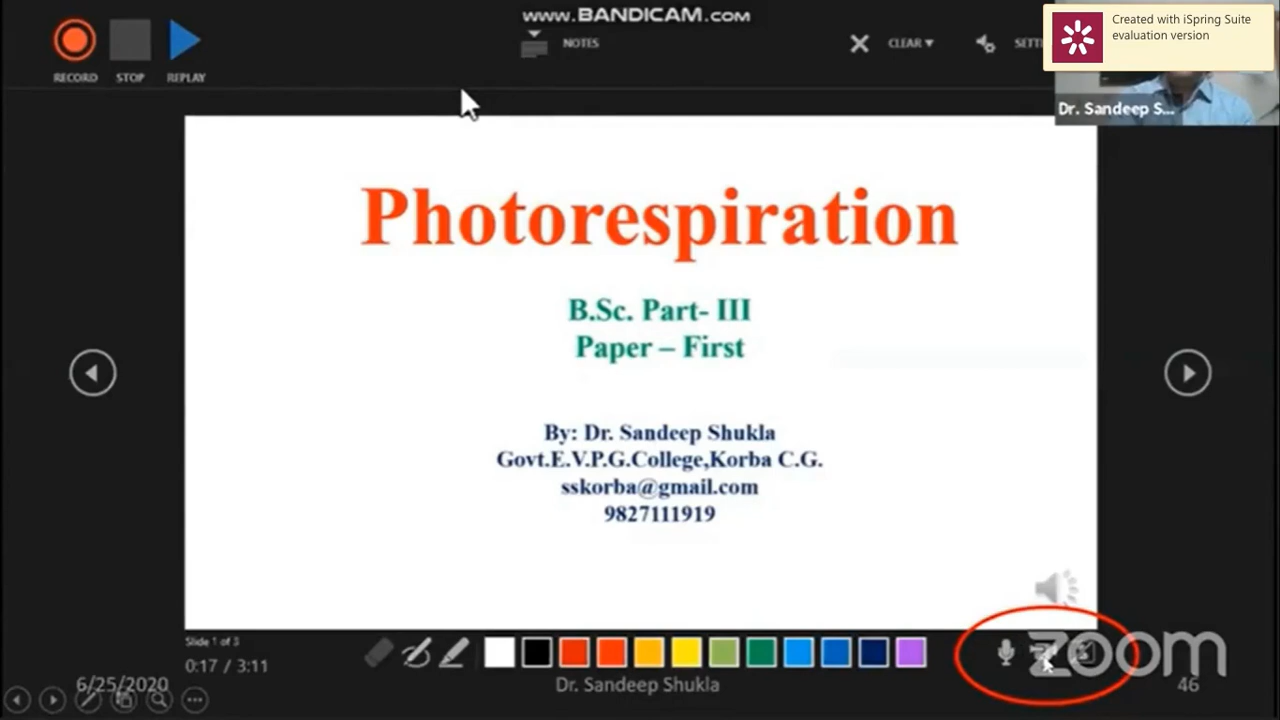 www.BANDICAM.com
Created with iSpring Suite
evaluation version
NOTES
CLEAR
RECORD
STOP
REPLAY
Dr. Sandeep S...
Photorespiration
B.Sc. Part- III
Paper – First
By: Dr. Sandeep Shukla
Govt.E.V.P.G.College,Korba C.G.
sskorba@gmail.com
9827111919
Slide 1 of 3
0:17 / 3:11
zoom
6/25/2020
Dr. Sandeep Shukla
46